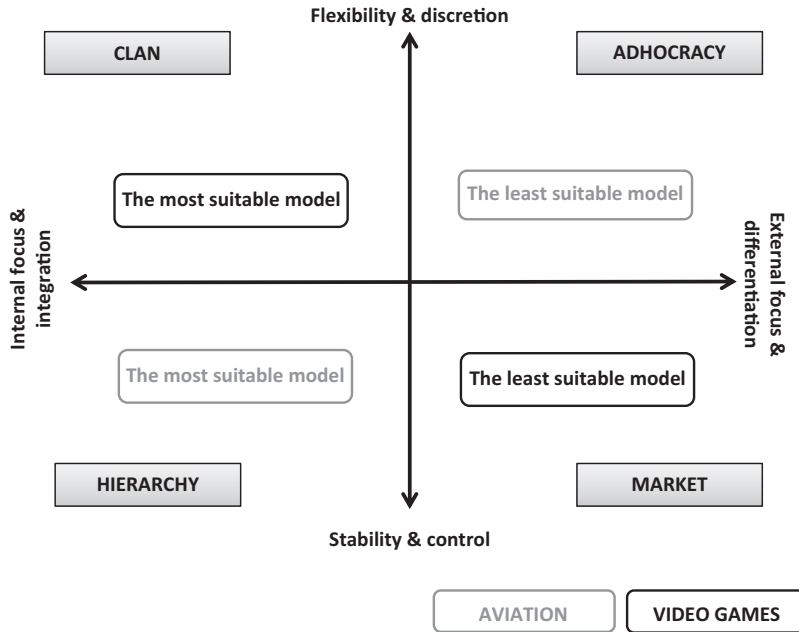 Flexibility & discretion
CLAN
ADHOCRACY
The most suitable model
The least suitable model
Internal focus &
integration
External focus &
differentiation
The most suitable model
The least suitable model
HIERARCHY
MARKET
Stability & control
AVIATION
VIDEO GAMES